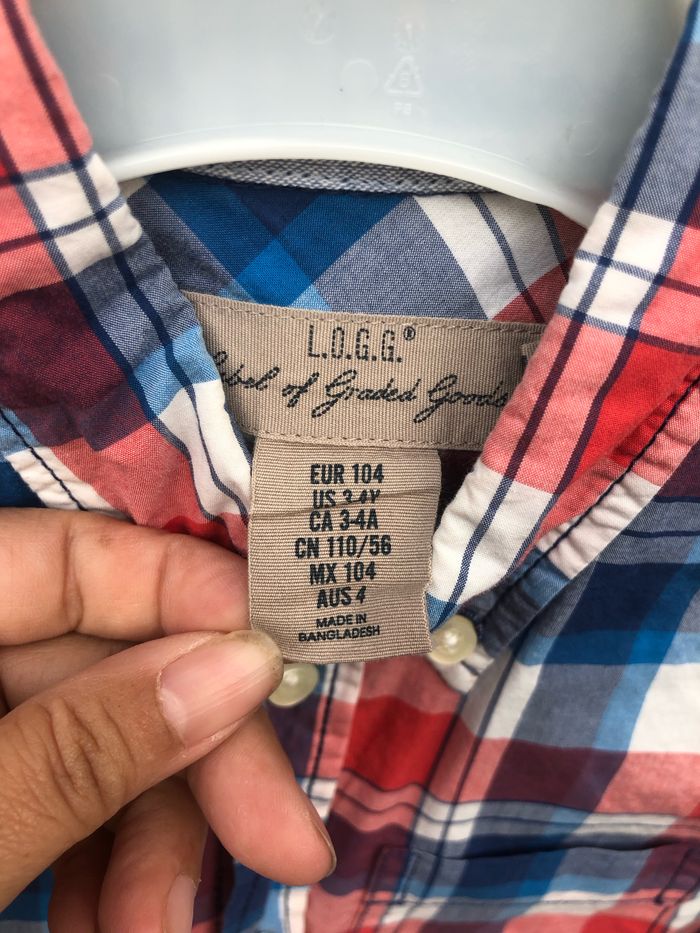 L.O.G.G.®
Label of Graded Goods
EUR 104
US 3-4Y
CA 3-4A
CN 110/56
MX 104
AUS 4
MADE IN
BANGLADESH